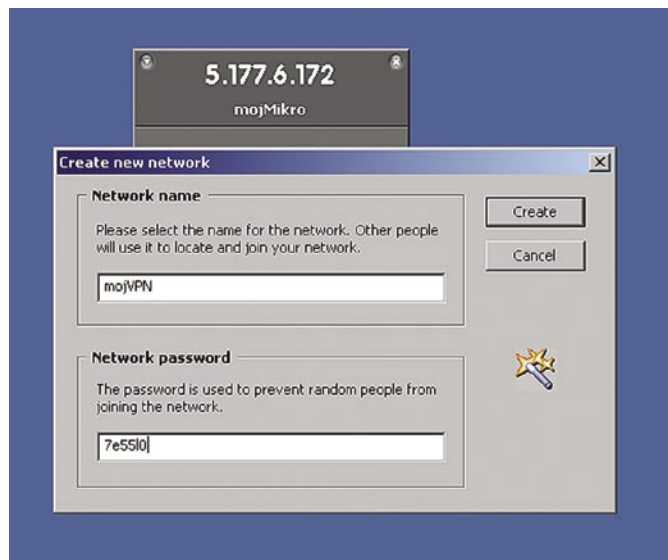 5.177.6.172
mojMikro
Create new network
Network name
Please select the name for the network. Other people
will use it to locate and join your network.
mojVPN
Create
Cancel
Network password
The password is used to prevent random people from
joining the network.
7e55l0